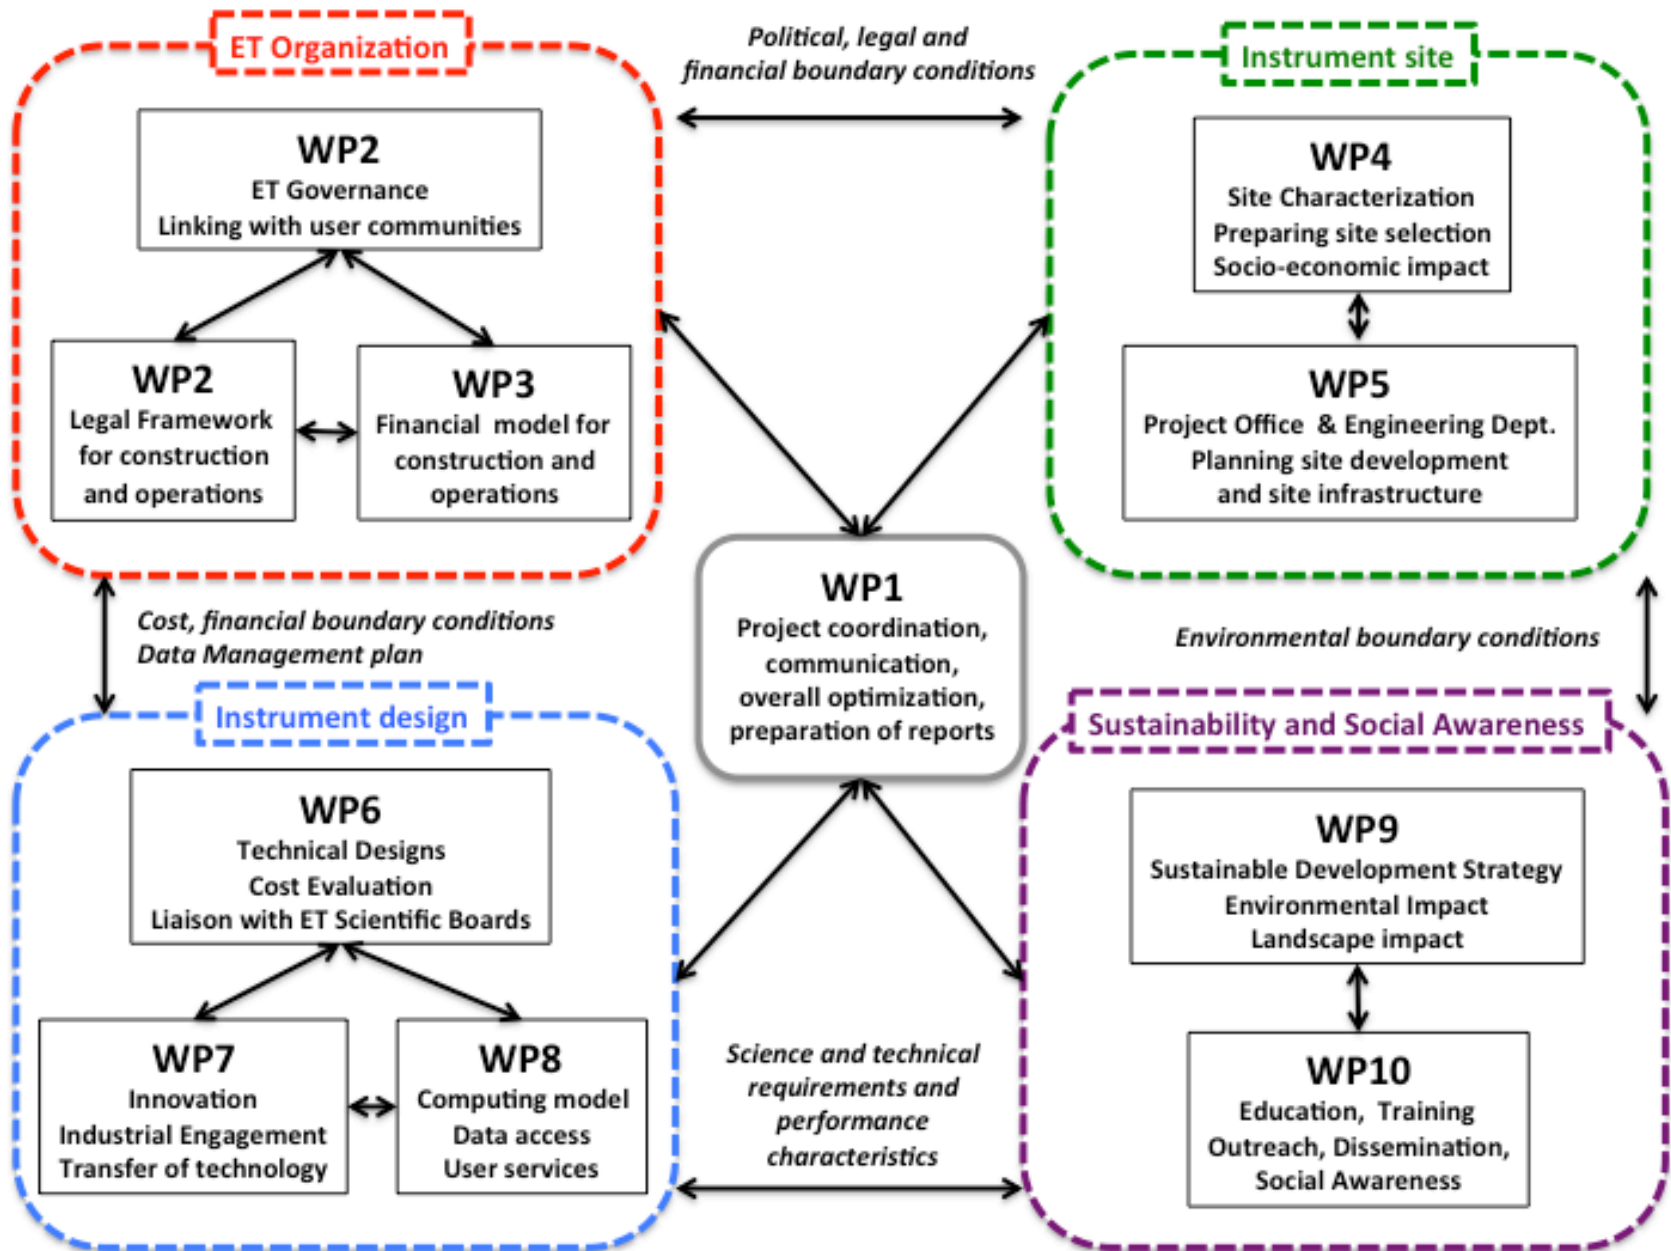 ET Organization
Political, legal and
financial boundary conditions
Instrument site
WP2
ET Governance
Linking with user communities
WP2
Legal Framework
for construction
and operations
WP3
Financial model for
construction and
operations
WP4
Site Characterization
Preparing site selection
Socio-economic impact
WP5
Project Office & Engineering Dept.
Planning site development
and site infrastructure
WP1
Project coordination,
communication,
overall optimization,
preparation of reports
Cost, financial boundary conditions
Data Management plan
Environmental boundary conditions
Instrument design
WP6
Technical Designs
Cost Evaluation
Liaison with ET Scientific Boards
WP7
Innovation
Industrial Engagement
Transfer of technology
WP8
Computing model
Data access
User services
Science and technical
requirements and
performance
characteristics
Sustainability and Social Awareness
WP9
Sustainable Development Strategy
Environmental Impact
Landscape impact
WP10
Education, Training
Outreach, Dissemination,
Social Awareness